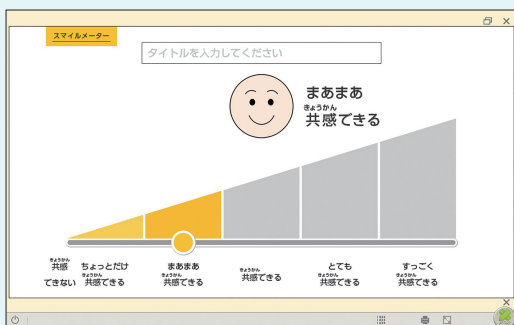 スマイルメーター
タイトルを入力してください
まあまあ
きょうかん
共感できる
きょうかん
共感
できない
ちょっとだけ
きょうかん
共感できる
まあまあ
きょうかん
共感できる
きょうかん
共感できる
とても
きょうかん
共感できる
すっごく
きょうかん
共感できる